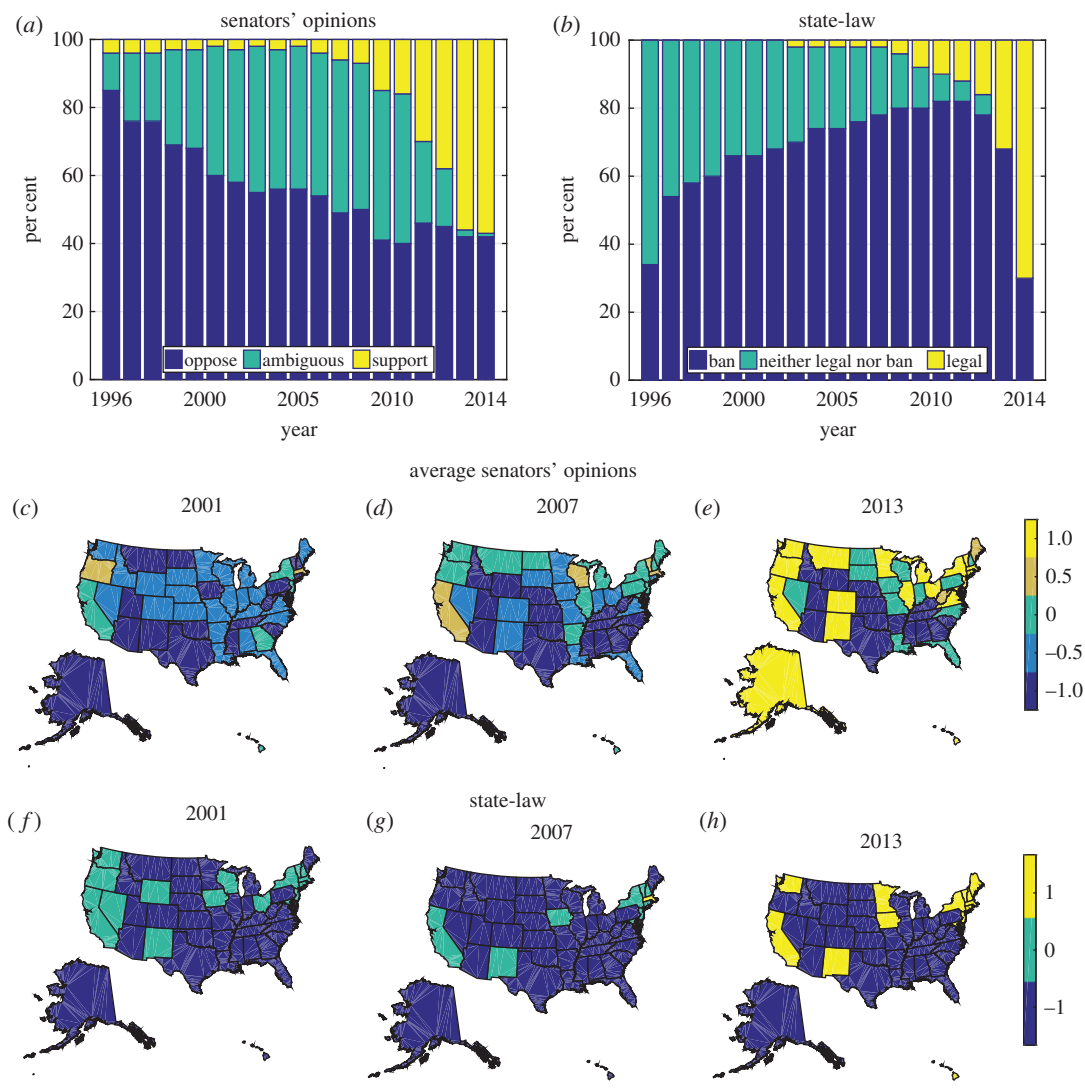 (a) senators' opinions
100
80
60
40
20
0
per cent
oppose ambiguous support
1996 2000 2005 2010 2014
year
(b) state-law
100
80
60
40
20
0
per cent
ban neither legal nor ban legal
1996 2000 2005 2010 2014
year
average senators' opinions
(c) 2001
(d) 2007
(e) 2013
1.0
0.5
0
–0.5
–1.0
state-law
(f) 2001
(g) 2007
(h) 2013
1
0
–1